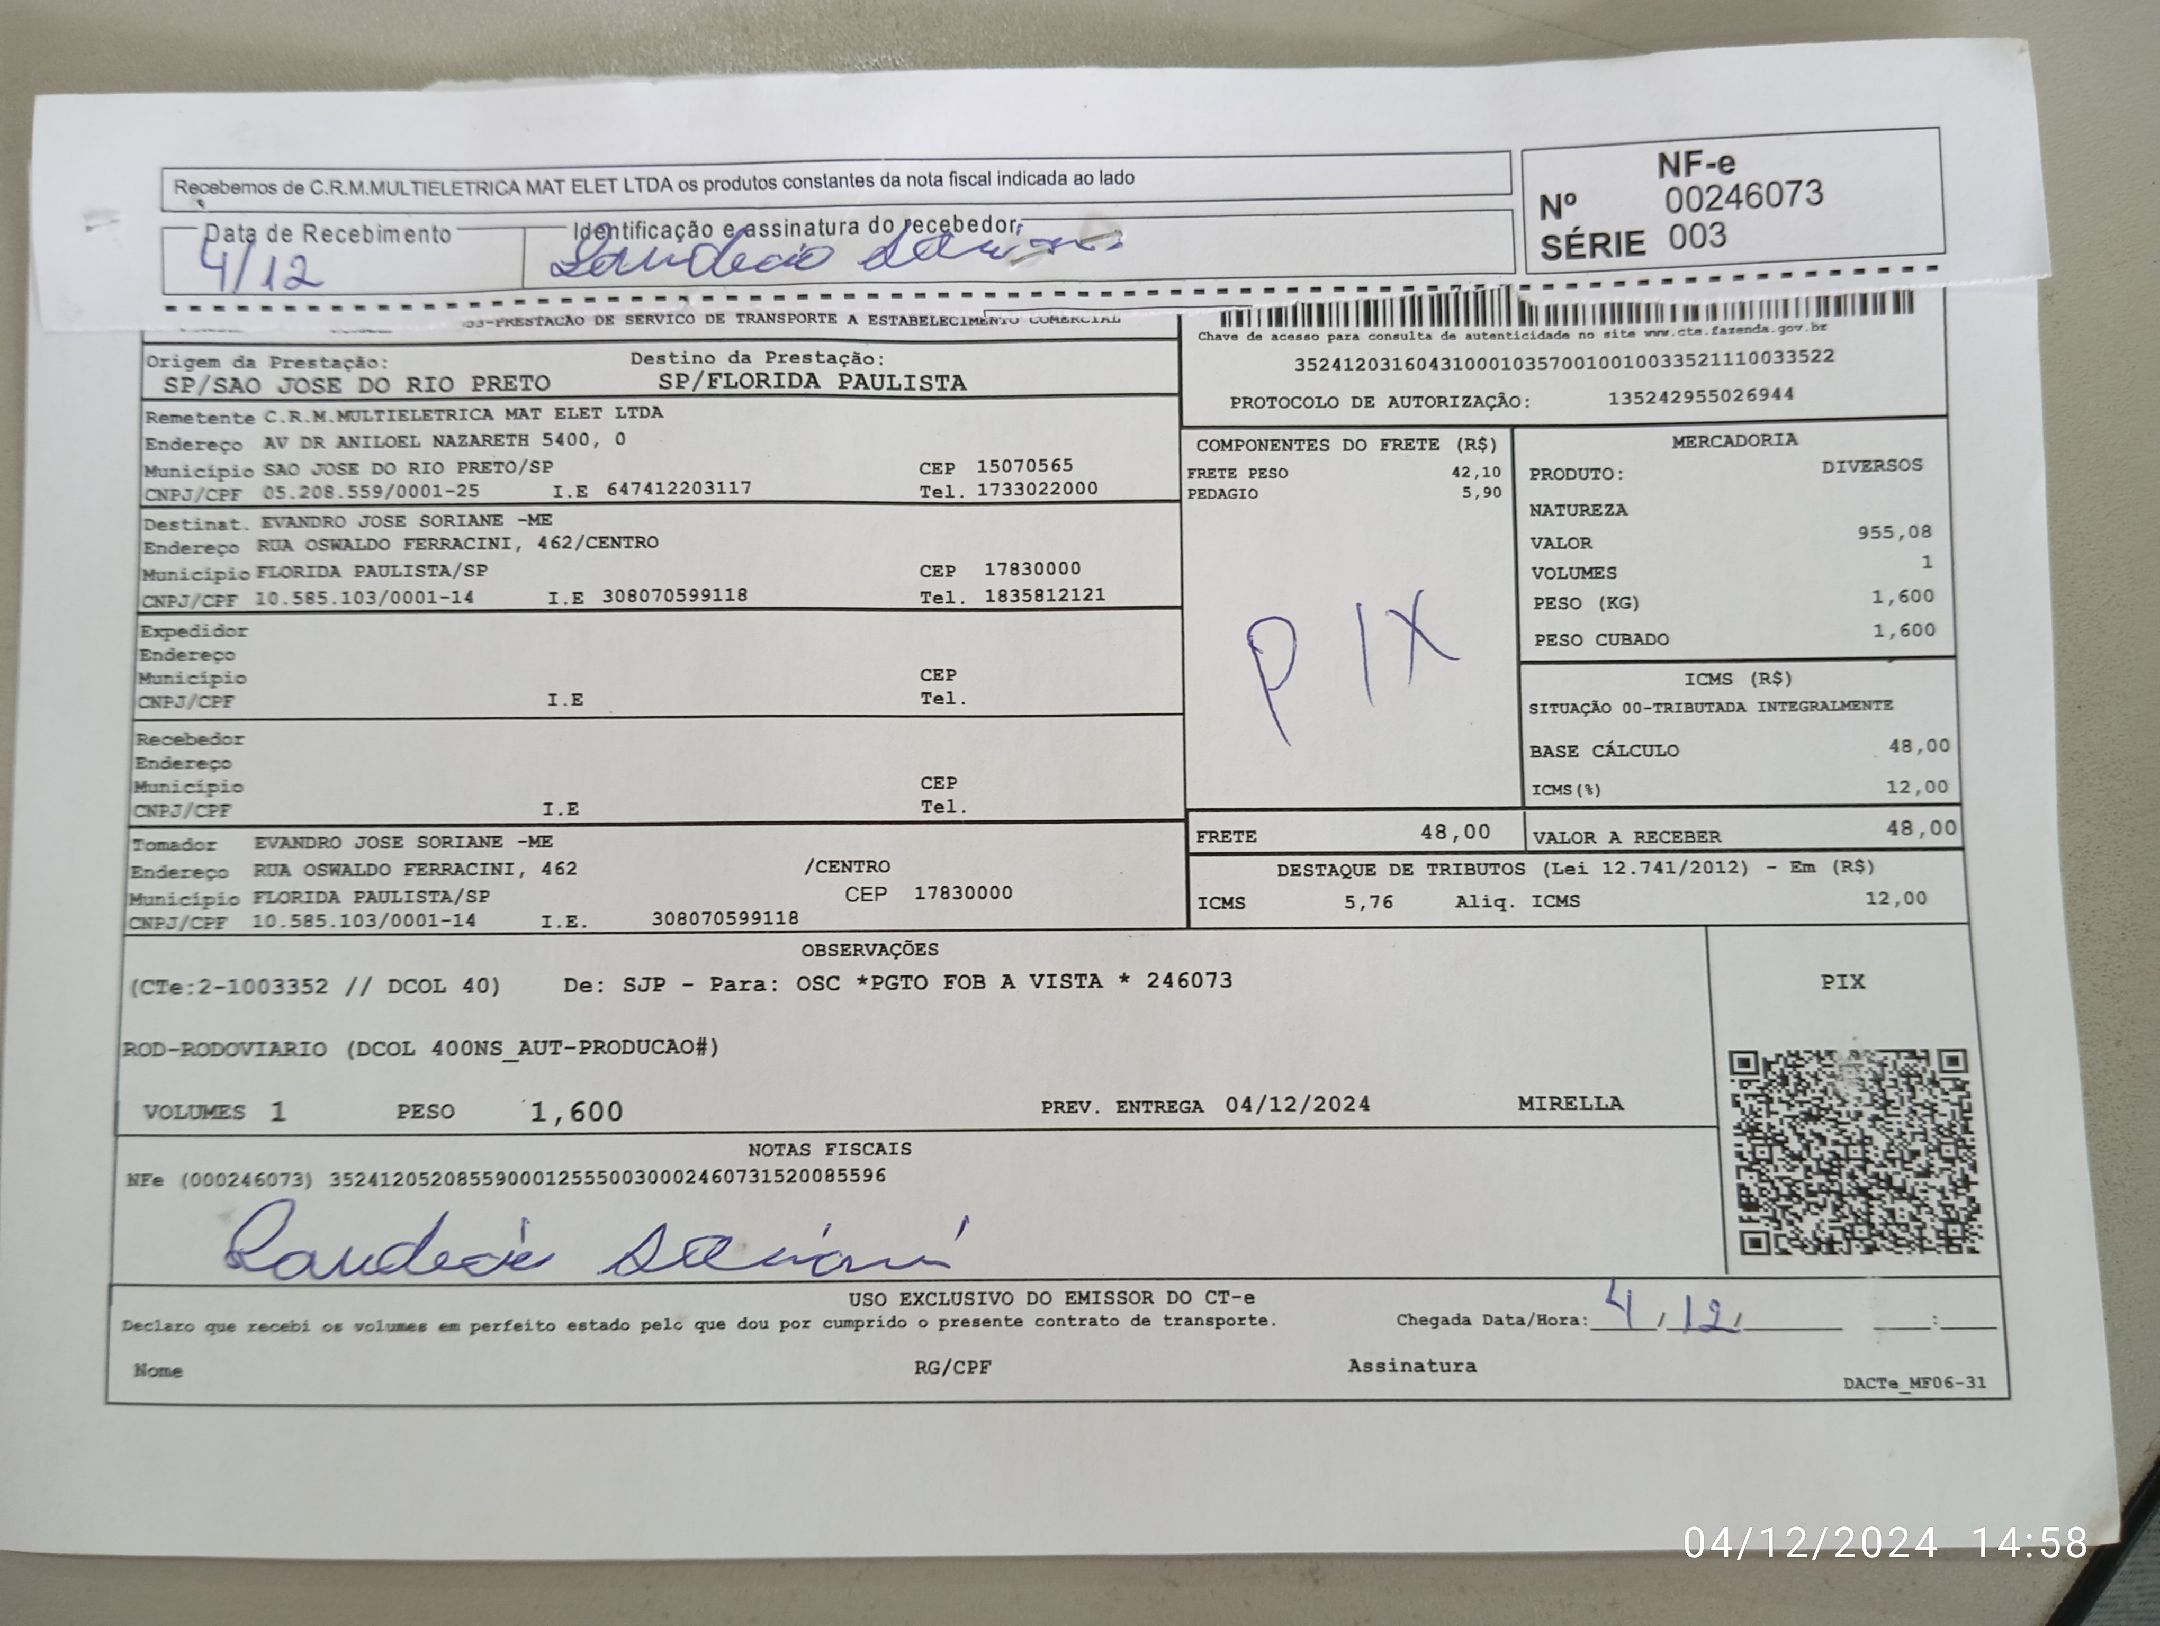 Recebemos de C.R.M.MULTIELETRICA MAT ELET LTDA os produtos constantes da nota fiscal indicada ao lado
NF-e
Nº 00246073
SÉRIE 003
Data de Recebimento
Identificação e assinatura do recebedor
4/12
03-PRESTACAO DE SERVICO DE TRANSPORTE A ESTABELECIMENTO COMERCIAL
Chave de acesso para consulta de autenticidade no site www.cte.fazenda.gov.br
35241203160431000103570010010033521110033522
PROTOCOLO DE AUTORIZAÇÃO: 135242955026944
Origem da Prestação: Destino da Prestação:
SP/SAO JOSE DO RIO PRETO SP/FLORIDA PAULISTA
Remetente C.R.M.MULTIELETRICA MAT ELET LTDA
Endereço AV DR ANILOEL NAZARETH 5400, 0
Município SAO JOSE DO RIO PRETO/SP CEP 15070565
CNPJ/CPF 05.208.559/0001-25 I.E 647412203117 Tel. 1733022000
Destinat. EVANDRO JOSE SORIANE -ME
Endereço RUA OSWALDO FERRACINI, 462/CENTRO
Município FLORIDA PAULISTA/SP CEP 17830000
CNPJ/CPF 10.585.103/0001-14 I.E 308070599118 Tel. 1835812121
Expedidor
Endereço
Município CEP
CNPJ/CPF I.E Tel.
Recebedor
Endereço
Município CEP
CNPJ/CPF I.E Tel.
Tomador EVANDRO JOSE SORIANE -ME
Endereço RUA OSWALDO FERRACINI, 462 /CENTRO
Município FLORIDA PAULISTA/SP CEP 17830000
CNPJ/CPF 10.585.103/0001-14 I.E. 308070599118
COMPONENTES DO FRETE (R$)
FRETE PESO 42,10
PEDAGIO 5,90
PIX
MERCADORIA
PRODUTO: DIVERSOS
NATUREZA
VALOR 955,08
VOLUMES 1
PESO (KG) 1,600
PESO CUBADO 1,600
ICMS (R$)
SITUAÇÃO 00-TRIBUTADA INTEGRALMENTE
BASE CÁLCULO 48,00
ICMS(%) 12,00
FRETE 48,00 VALOR A RECEBER 48,00
DESTAQUE DE TRIBUTOS (Lei 12.741/2012) - Em (R$)
ICMS 5,76 Aliq. ICMS 12,00
OBSERVAÇÕES
(CTe:2-1003352 // DCOL 40) De: SJP - Para: OSC *PGTO FOB A VISTA * 246073
PIX
ROD-RODOVIARIO (DCOL 400NS_AUT-PRODUCAO#)
VOLUMES 1 PESO 1,600 PREV. ENTREGA 04/12/2024 MIRELLA
NOTAS FISCAIS
NFe (000246073) 35241205208559000125550030002460731520085596
USO EXCLUSIVO DO EMISSOR DO CT-e
Declaro que recebi os volumes em perfeito estado pelo que dou por cumprido o presente contrato de transporte. Chegada Data/Hora: 4/12/ :
Nome RG/CPF Assinatura
DACTe_MF06-31
04/12/2024 14:58